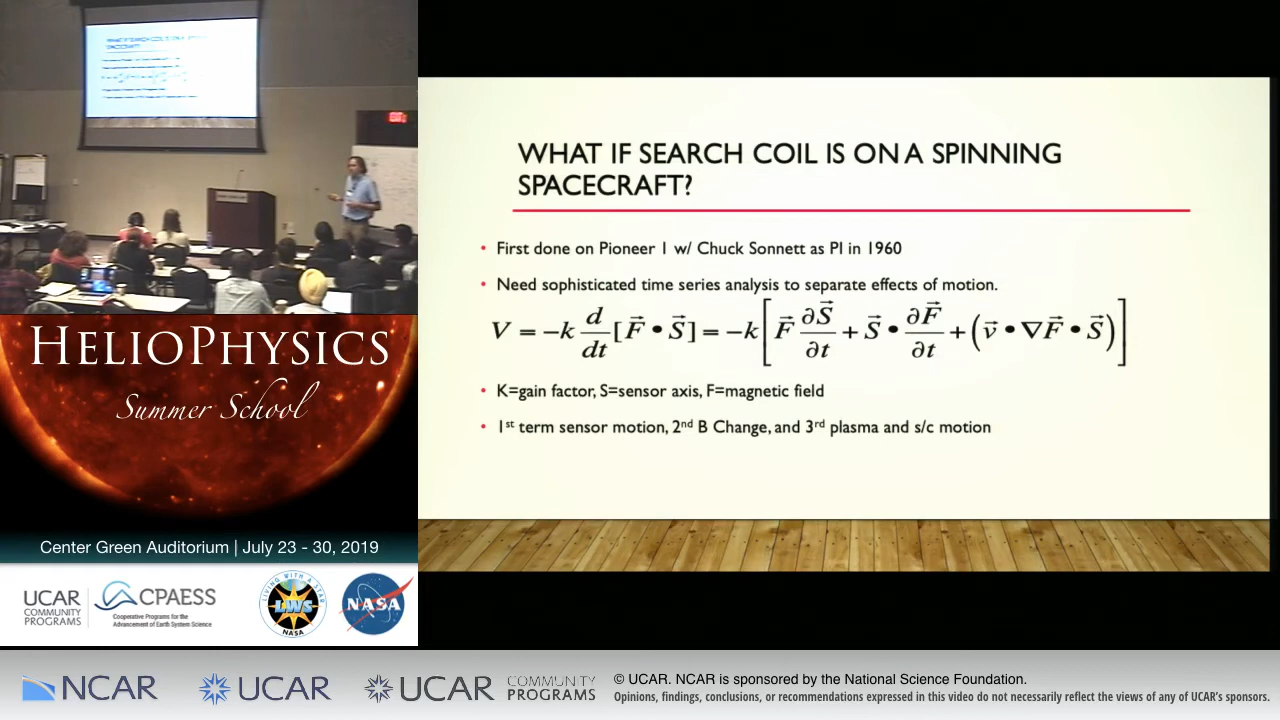 WHAT IF SEARCH COIL IS ON A SPINNING
SPACECRAFT?
• First done on Pioneer 1 w/ Chuck Sonnett as PI in 1960
• Need sophisticated time series analysis to separate effects of motion.
V = −k d/dt [F⃗ • S⃗] = −k[F⃗ ∂S⃗/∂t + S⃗ • ∂F⃗/∂t + (v⃗ • ∇F⃗ • S⃗)]
• K=gain factor, S=sensor axis, F=magnetic field
• 1st term sensor motion, 2nd B Change, and 3rd plasma and s/c motion
EXIT
HELIOPHYSICS
Summer School
Center Green Auditorium | July 23 - 30, 2019
UCAR
COMMUNITY
PROGRAMS
CPAESS
Cooperative Programs for the
Advancement of Earth System Science
LIVING WITH A STAR
LWS
NASA
NASA
NCAR
UCAR
UCAR
COMMUNITY
PROGRAMS
© UCAR. NCAR is sponsored by the National Science Foundation.
Opinions, findings, conclusions, or recommendations expressed in this video do not necessarily reflect the views of any of UCAR's sponsors.